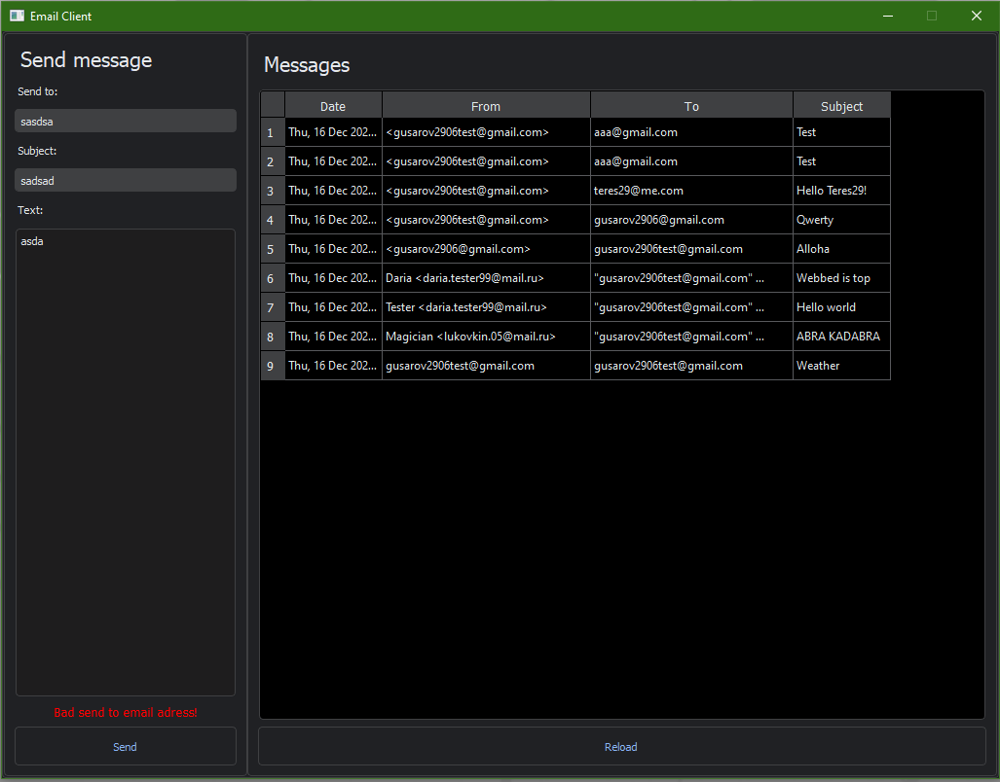 Email Client
Send message
Send to:
sasdsa
Subject:
sadsad
Text:
asda
Bad send to email adress!
Send
Messages
Date From To Subject
1 Thu, 16 Dec 202... <gusarov2906test@gmail.com> aaa@gmail.com Test
2 Thu, 16 Dec 202... <gusarov2906test@gmail.com> aaa@gmail.com Test
3 Thu, 16 Dec 202... <gusarov2906test@gmail.com> teres29@me.com Hello Teres29!
4 Thu, 16 Dec 202... <gusarov2906test@gmail.com> gusarov2906@gmail.com Qwerty
5 Thu, 16 Dec 202... <gusarov2906@gmail.com> gusarov2906test@gmail.com Alloha
6 Thu, 16 Dec 202... Daria <daria.tester99@mail.ru> "gusarov2906test@gmail.com" ... Webbed is top
7 Thu, 16 Dec 202... Tester <daria.tester99@mail.ru> "gusarov2906test@gmail.com" ... Hello world
8 Thu, 16 Dec 202... Magician <lukovkin.05@mail.ru> "gusarov2906test@gmail.com" ... ABRA KADABRA
9 Thu, 16 Dec 202... gusarov2906test@gmail.com gusarov2906test@gmail.com Weather
Reload